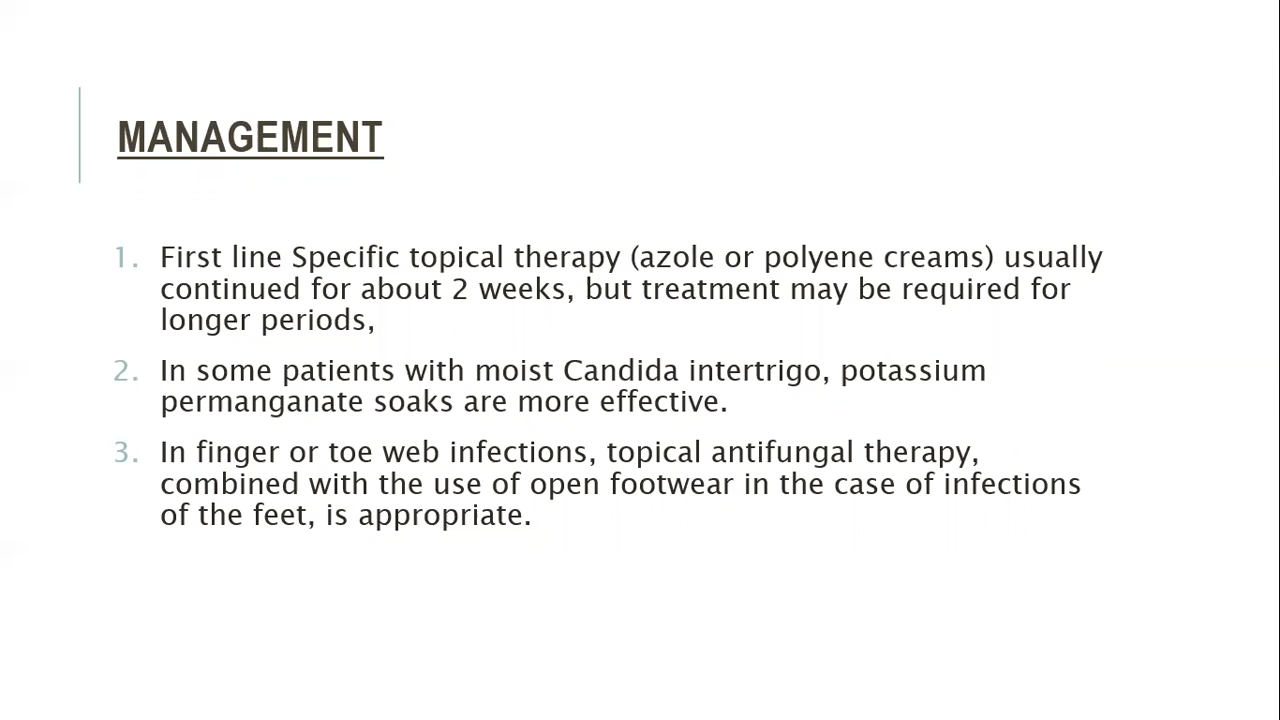 MANAGEMENT
1. First line Specific topical therapy (azole or polyene creams) usually
continued for about 2 weeks, but treatment may be required for
longer periods,
2. In some patients with moist Candida intertrigo, potassium
permanganate soaks are more effective.
3. In finger or toe web infections, topical antifungal therapy,
combined with the use of open footwear in the case of infections
of the feet, is appropriate.